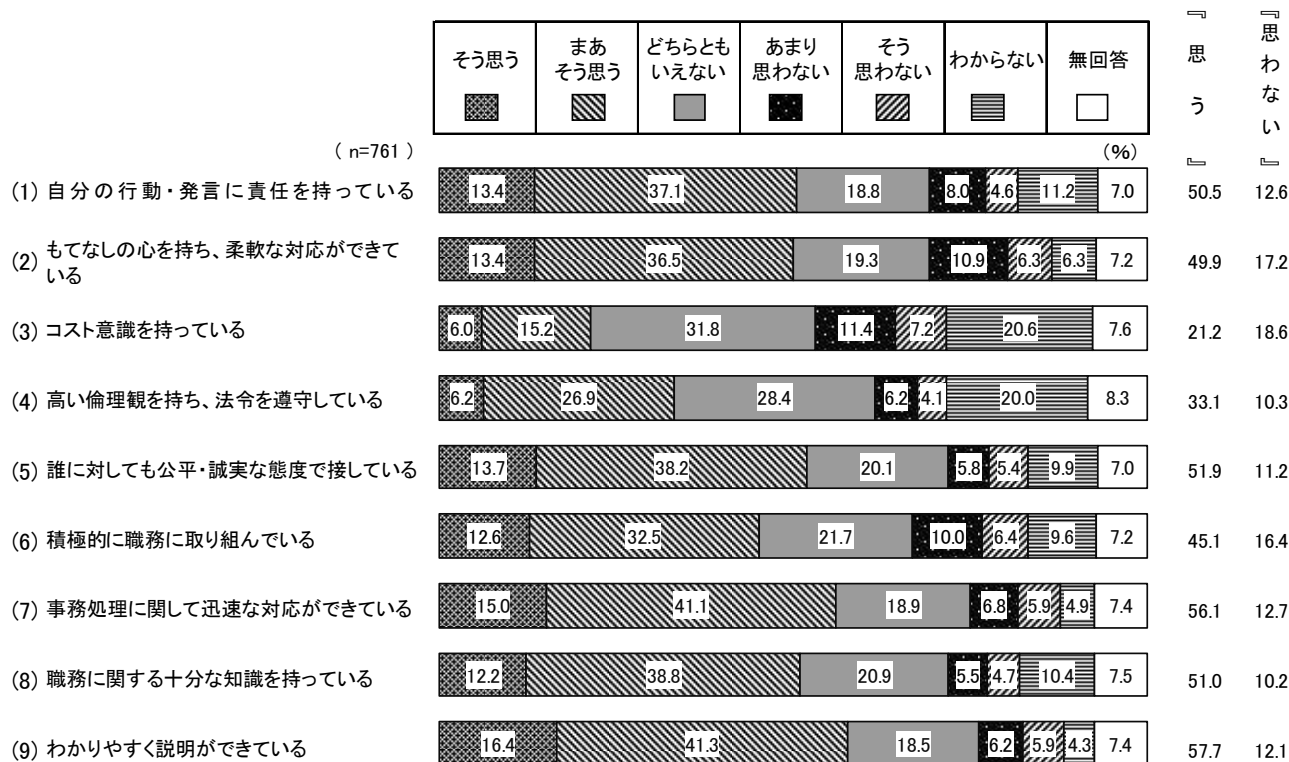 そう思う
まあ
そう思う
どちらとも
いえない
あまり
思わない
そう
思わない
わからない
無回答
『思う』
『思わない』
( n=761 )
(%)
(1) 自分の行動・発言に責任を持っている 13.4 37.1 18.8 8.0 4.6 11.2 7.0 50.5 12.6
(2) もてなしの心を持ち、柔軟な対応ができて
いる 13.4 36.5 19.3 10.9 6.3 6.3 7.2 49.9 17.2
(3) コスト意識を持っている 6.0 15.2 31.8 11.4 7.2 20.6 7.6 21.2 18.6
(4) 高い倫理観を持ち、法令を遵守している 6.2 26.9 28.4 6.2 4.1 20.0 8.3 33.1 10.3
(5) 誰に対しても公平・誠実な態度で接している 13.7 38.2 20.1 5.8 5.4 9.9 7.0 51.9 11.2
(6) 積極的に職務に取り組んでいる 12.6 32.5 21.7 10.0 6.4 9.6 7.2 45.1 16.4
(7) 事務処理に関して迅速な対応ができている 15.0 41.1 18.9 6.8 5.9 4.9 7.4 56.1 12.7
(8) 職務に関する十分な知識を持っている 12.2 38.8 20.9 5.5 4.7 10.4 7.5 51.0 10.2
(9) わかりやすく説明ができている 16.4 41.3 18.5 6.2 5.9 4.3 7.4 57.7 12.1